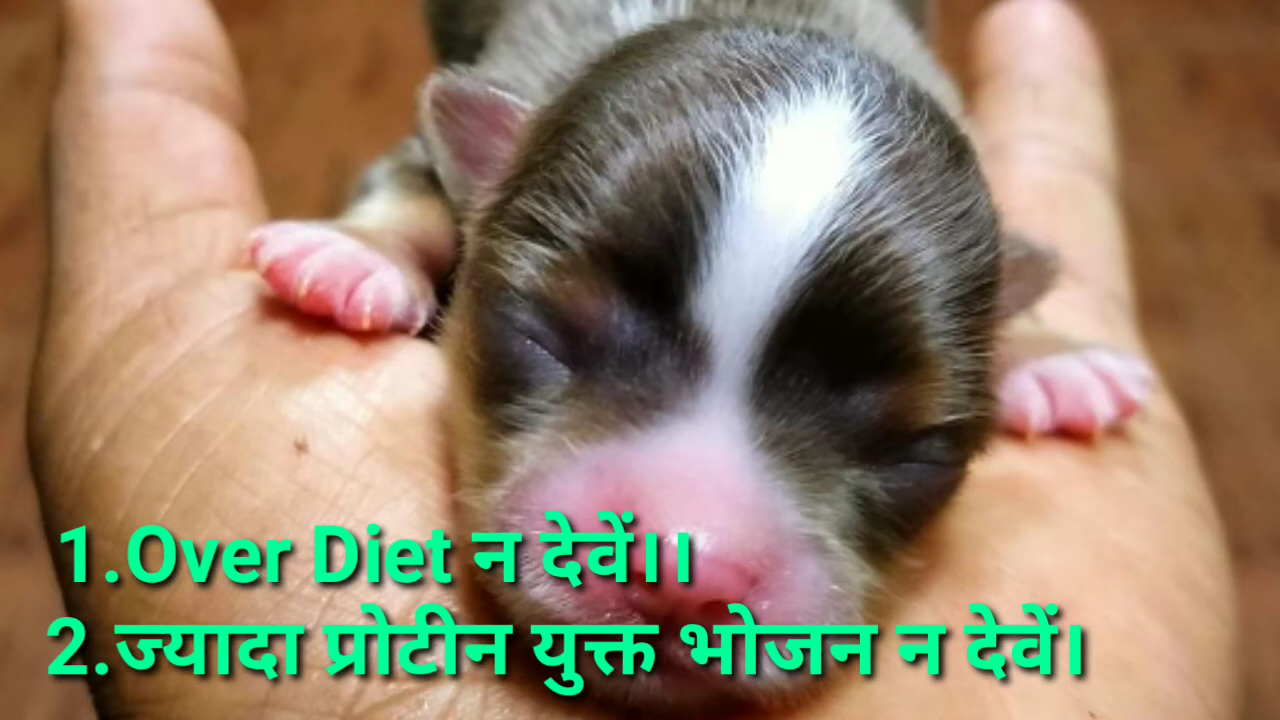 1.Over Diet न देवें।।
2.ज्यादा प्रोटीन युक्त भोजन न देवें।